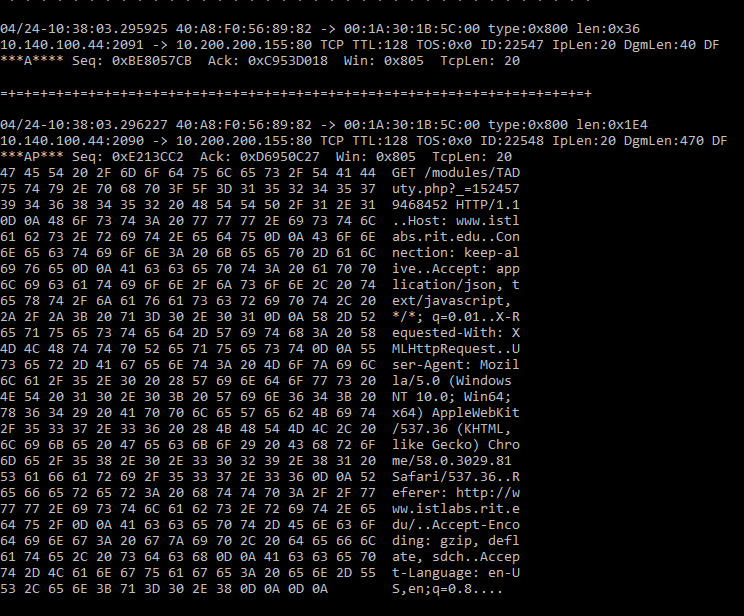 04/24-10:38:03.295925 40:A8:F0:56:89:82 -> 00:1A:30:1B:5C:00 type:0x800 len:0x36
10.140.100.44:2091 -> 10.200.200.155:80 TCP TTL:128 TOS:0x0 ID:22547 IpLen:20 DgmLen:40 DF
***A**** Seq: 0xBE8057CB  Ack: 0xC953D018  Win: 0x805  TcpLen: 20
=+=+=+=+=+=+=+=+=+=+=+=+=+=+=+=+=+=+=+=+=+=+=+=+=+=+=+=+=+=+=+=+=+=+=+=+=+
04/24-10:38:03.296227 40:A8:F0:56:89:82 -> 00:1A:30:1B:5C:00 type:0x800 len:0x1E4
10.140.100.44:2090 -> 10.200.200.155:80 TCP TTL:128 TOS:0x0 ID:22548 IpLen:20 DgmLen:470 DF
***AP*** Seq: 0xE213CC2  Ack: 0xD6950C27  Win: 0x805  TcpLen: 20
47 45 54 20 2F 6D 6F 64 75 6C 65 73 2F 54 41 44  GET /modules/TAD
75 74 79 2E 70 68 70 3F 5F 3D 31 35 32 34 35 37  uty.php?_=152457
39 34 36 38 34 35 32 20 48 54 54 50 2F 31 2E 31  9468452 HTTP/1.1
0D 0A 48 6F 73 74 3A 20 77 77 77 2E 69 73 74 6C  ..Host: www.istl
61 62 73 2E 72 69 74 2E 65 64 75 0D 0A 43 6F 6E  abs.rit.edu..Con
6E 65 63 74 69 6F 6E 3A 20 6B 65 65 70 2D 61 6C  nection: keep-al
69 76 65 0D 0A 41 63 63 65 70 74 3A 20 61 70 70  ive..Accept: app
6C 69 63 61 74 69 6F 6E 2F 6A 73 6F 6E 2C 20 74  lication/json, t
65 78 74 2F 6A 61 76 61 73 63 72 69 70 74 2C 20  ext/javascript,
2A 2F 2A 3B 20 71 3D 30 2E 30 31 0D 0A 58 2D 52  */*; q=0.01..X-R
65 71 75 65 73 74 65 64 2D 57 69 74 68 3A 20 58  equested-With: X
4D 4C 48 74 74 70 52 65 71 75 65 73 74 0D 0A 55  MLHttpRequest..U
73 65 72 2D 41 67 65 6E 74 3A 20 4D 6F 7A 69 6C  ser-Agent: Mozil
6C 61 2F 35 2E 30 20 28 57 69 6E 64 6F 77 73 20  la/5.0 (Windows
4E 54 20 31 30 2E 30 3B 20 57 69 6E 36 34 3B 20  NT 10.0; Win64;
78 36 34 29 20 41 70 70 6C 65 57 65 62 4B 69 74  x64) AppleWebKit
2F 35 33 37 2E 33 36 20 28 4B 48 54 4D 4C 2C 20  /537.36 (KHTML,
6C 69 6B 65 20 47 65 63 6B 6F 29 20 43 68 72 6F  like Gecko) Chro
6D 65 2F 35 38 2E 30 2E 33 30 32 39 2E 38 31 20  me/58.0.3029.81
53 61 66 61 72 69 2F 35 33 37 2E 33 36 0D 0A 52  Safari/537.36..R
65 66 65 72 65 72 3A 20 68 74 74 70 3A 2F 2F 77  eferer: http://w
77 77 2E 69 73 74 6C 61 62 73 2E 72 69 74 2E 65  ww.istlabs.rit.e
64 75 2F 0D 0A 41 63 63 65 70 74 2D 45 6E 63 6F  du/..Accept-Enco
64 69 6E 67 3A 20 67 7A 69 70 2C 20 64 65 66 6C  ding: gzip, defl
61 74 65 2C 20 73 64 63 68 0D 0A 41 63 63 65 70  ate, sdch..Accep
74 2D 4C 61 6E 67 75 61 67 65 3A 20 65 6E 2D 55  t-Language: en-U
53 2C 65 6E 3B 71 3D 30 2E 38 0D 0A 0D 0A  S,en;q=0.8....